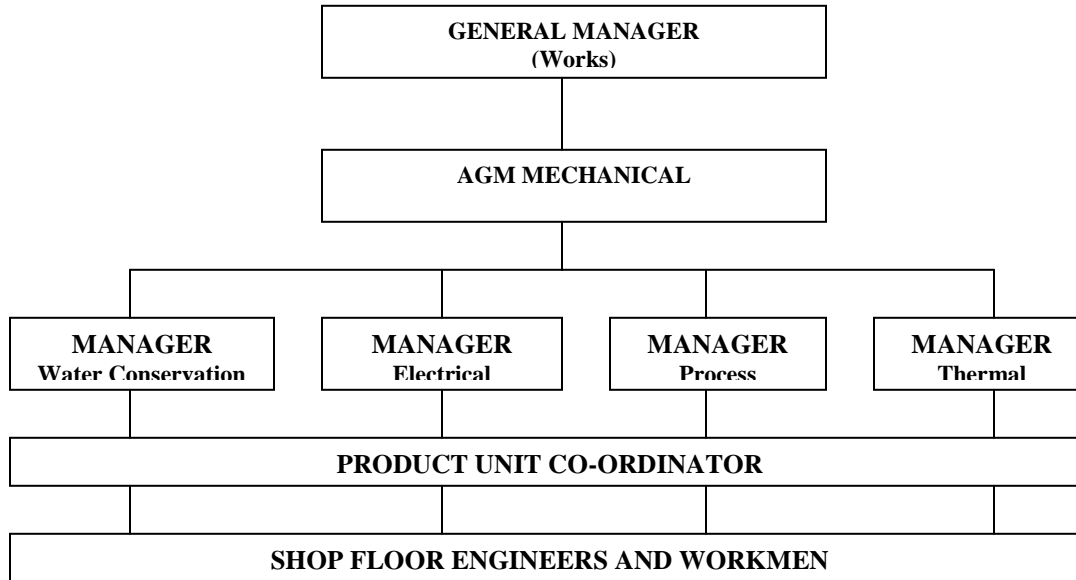 GENERAL MANAGER
(Works)
AGM MECHANICAL
MANAGER
Water Conservation
MANAGER
Electrical
MANAGER
Process
MANAGER
Thermal
PRODUCT UNIT CO-ORDINATOR
SHOP FLOOR ENGINEERS AND WORKMEN